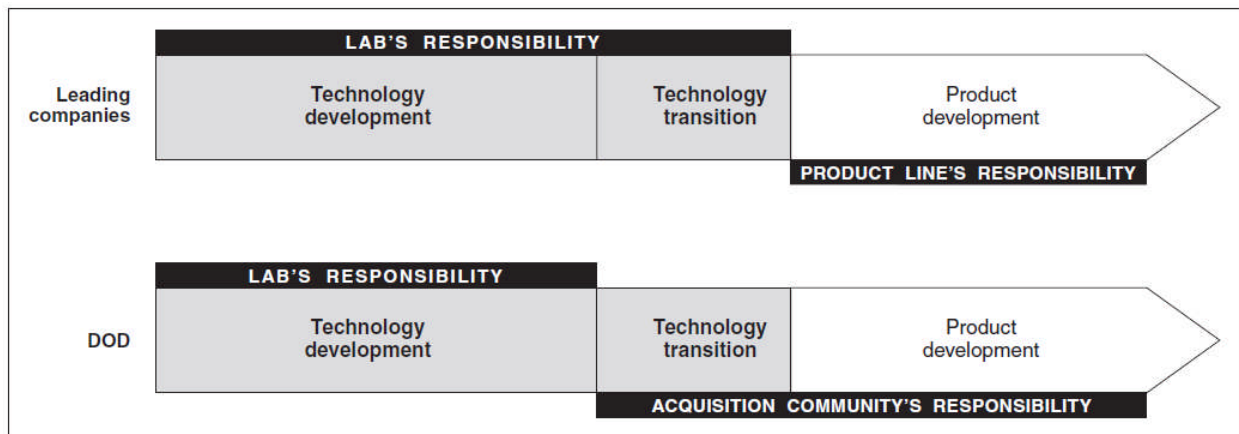 LAB'S RESPONSIBILITY
Leading
companies
Technology
development
Technology
transition
Product
development
PRODUCT LINE'S RESPONSIBILITY
LAB'S RESPONSIBILITY
DOD
Technology
development
Technology
transition
Product
development
ACQUISITION COMMUNITY'S RESPONSIBILITY